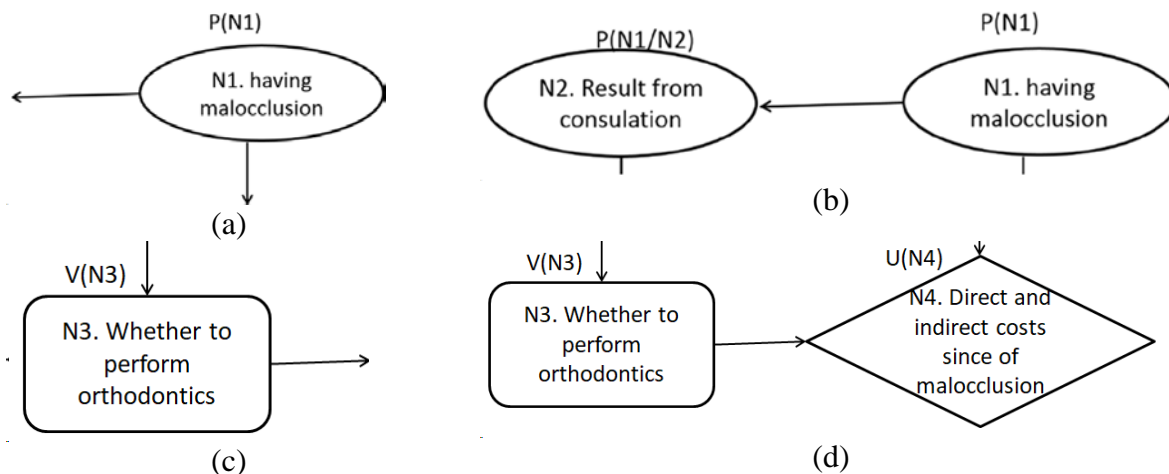 P(N1)
N1. having
malocclusion
(a)
P(N1/N2)
N2. Result from
consulation
P(N1)
N1. having
malocclusion
(b)
V(N3)
N3. Whether to
perform
orthodontics
(c)
V(N3)
N3. Whether to
perform
orthodontics
U(N4)
N4. Direct and
indirect costs
since of
malocclusion
(d)